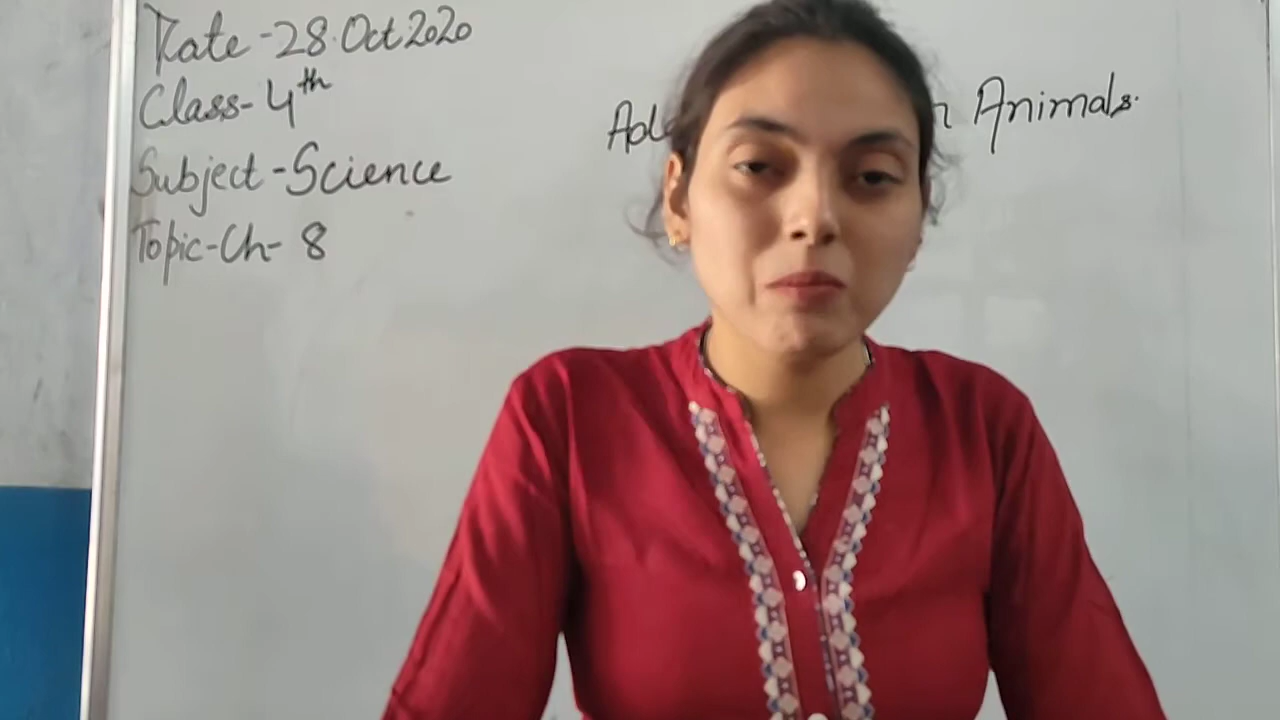 Date - 28 Oct 2020
Class - 4th
Subject - Science
Topic - Ch - 8
Animals.